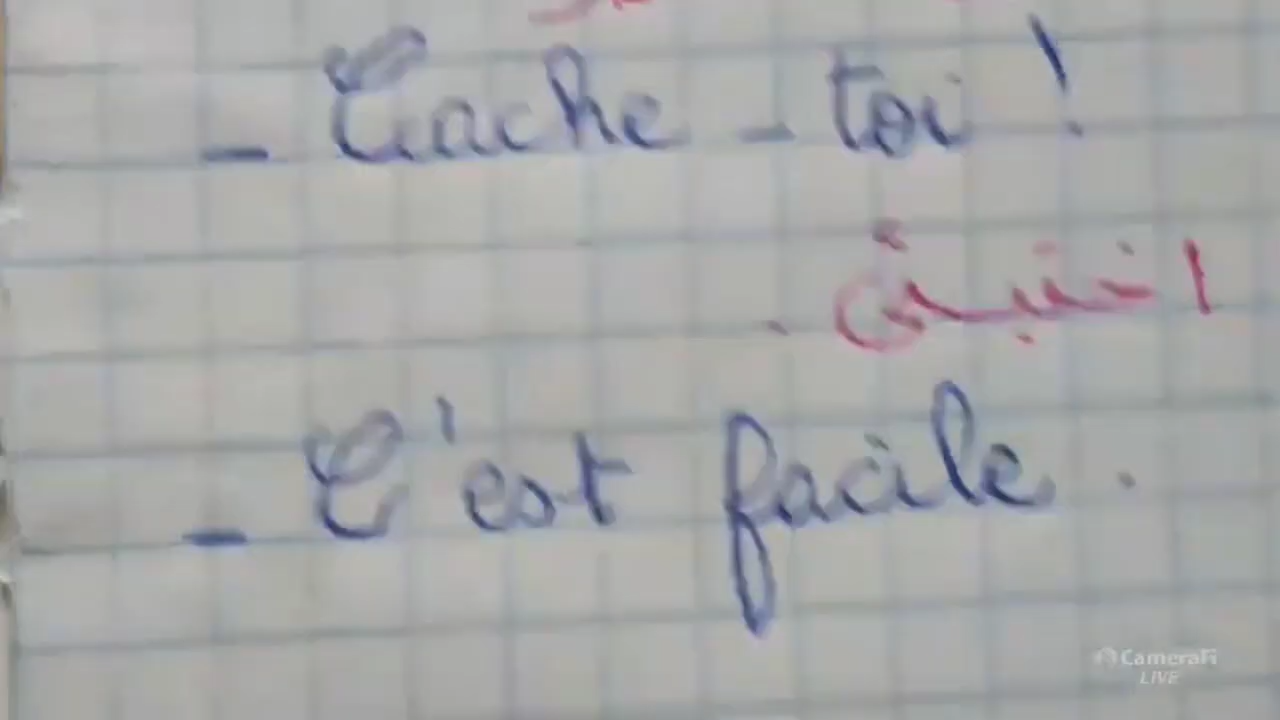 - Cache-toi !
اختبئ .
- C'est facile .
CameraFi
LIVE